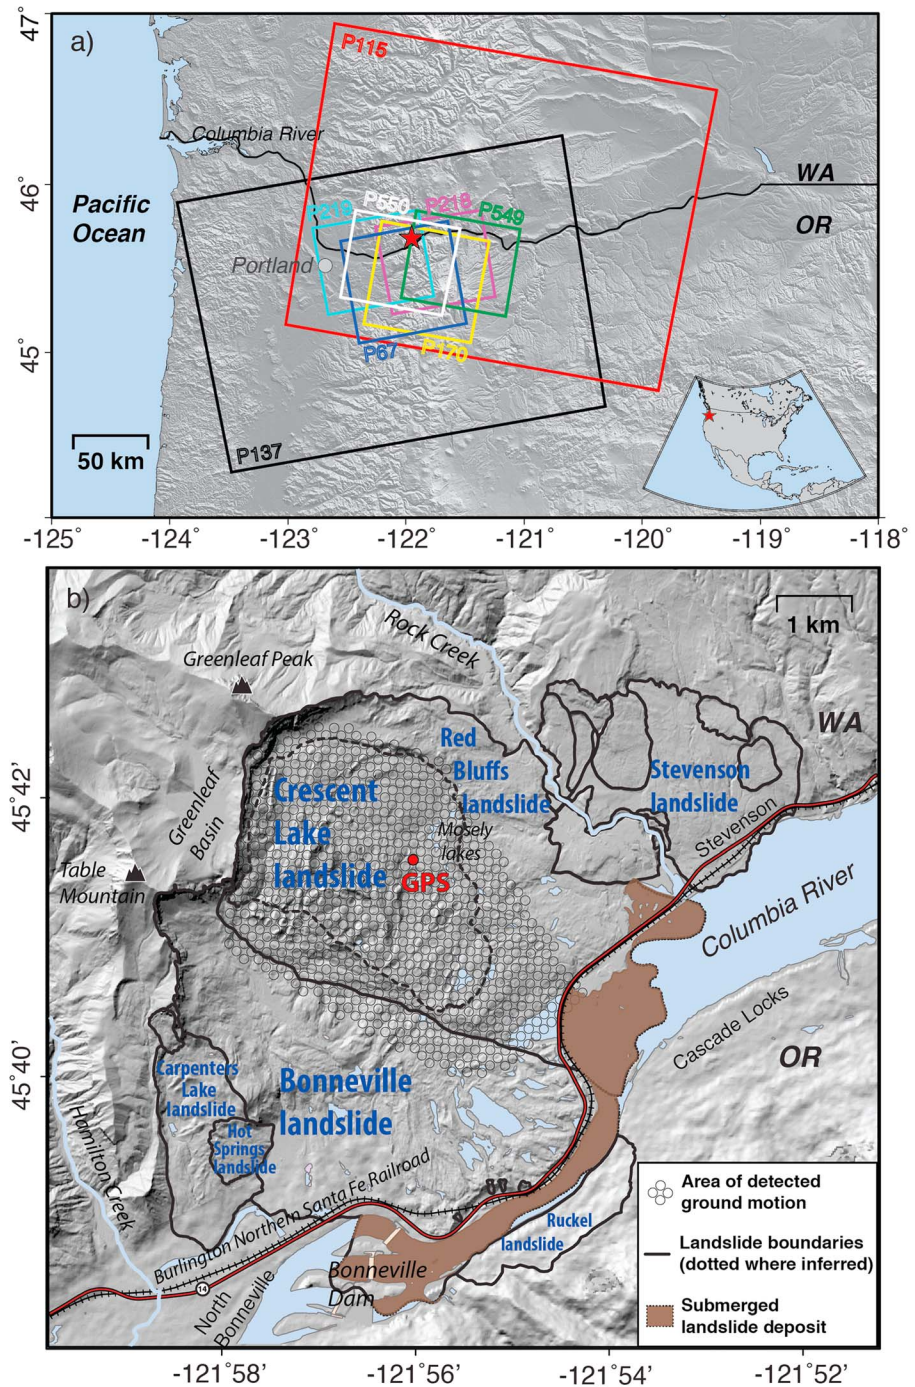 47°
a)
P115
Columbia River
46°
WA
Pacific
Ocean
P550
P218
P219
P549
OR
Portland
45°
P67
P170
P137
50 km
-125°
-124°
-123°
-122°
-121°
-120°
-119°
-118°
b)
1 km
Rock Creek
Greenleaf Peak
WA
Red
Bluffs
landslide
45°42'
Crescent
Lake
landslide
Stevenson
landslide
Greenleaf
Basin
Stevenson
Mosely
lakes
Table
Mountain
GPS
Columbia River
Cascade Locks
45°40'
OR
Carpenters
Lake
landslide
Bonneville
landslide
Hot
Springs
landslide
Hamilton Creek
Burlington Northern Santa Fe Railroad
Ruckel
landslide
Bonneville
Dam
14
North
Bonneville
Area of detected
ground motion
Landslide boundaries
(dotted where inferred)
Submerged
landslide deposit
-121°58'
-121°56'
-121°54'
-121°52'